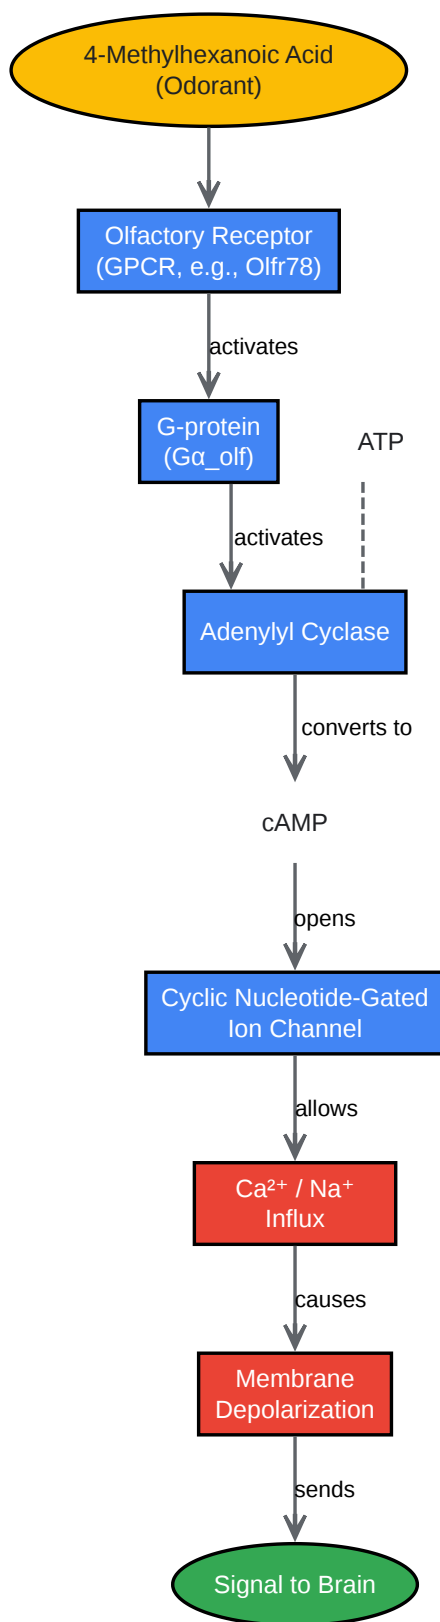 4-Methylhexanoic Acid
(Odorant)
Olfactory Receptor
(GPCR, e.g., Olfr78)
activates
G-protein
(Gα_olf)
ATP
activates
Adenylyl Cyclase
converts to
cAMP
opens
Cyclic Nucleotide-Gated
Ion Channel
allows
Ca²⁺ / Na⁺
Influx
causes
Membrane
Depolarization
sends
Signal to Brain